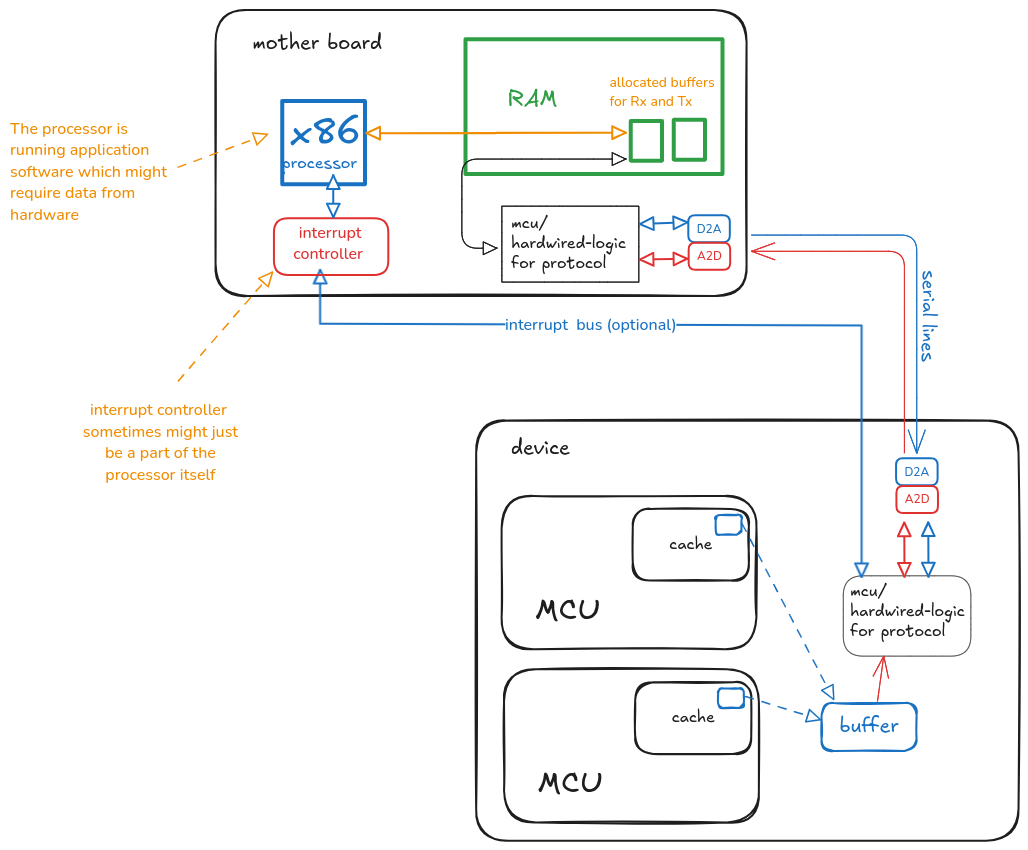 mother board
RAM
allocated buffers
for Rx and Tx
x86
processor
The processor is
running application
software which might
require data from
hardware
interrupt
controller
mcu/
hardwired-logic
for protocol
D2A
A2D
serial lines
interrupt bus (optional)
interrupt controller
sometimes might just
be a part of the
processor itself
device
D2A
A2D
cache
MCU
mcu/
hardwired-logic
for protocol
cache
MCU
buffer